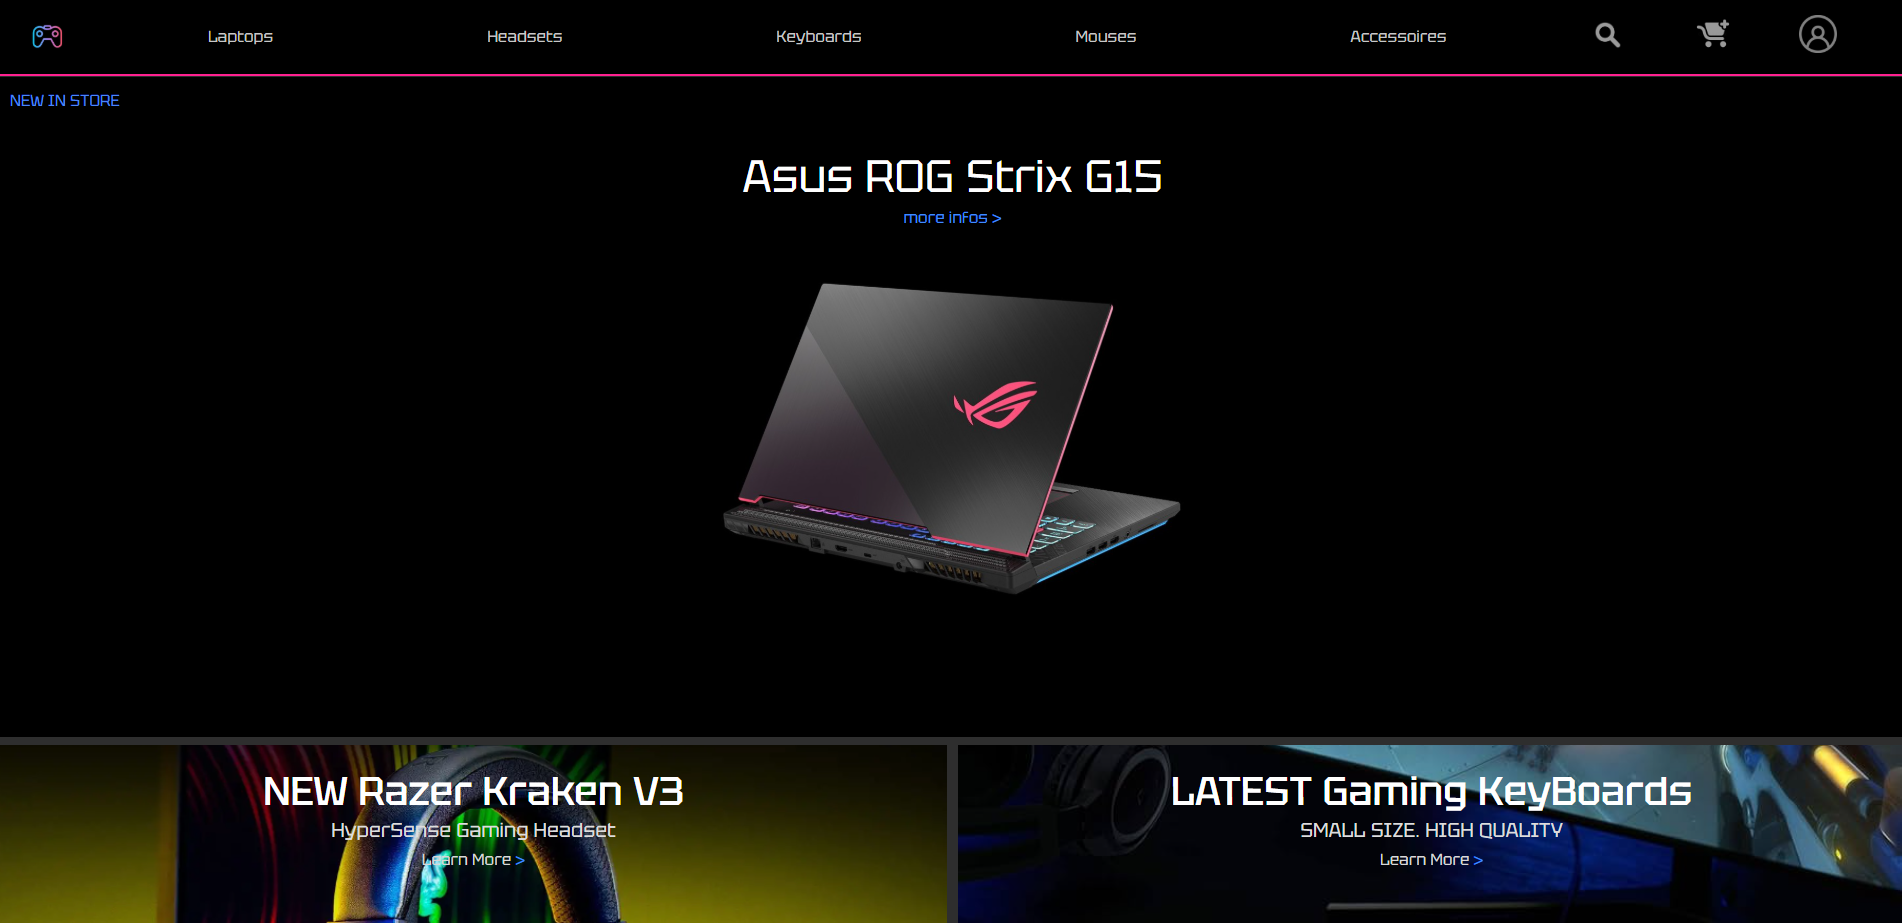 Laptops
Headsets
Keyboards
Mouses
Accessoires
NEW IN STORE
Asus ROG Strix G15
more infos >
NEW Razer Kraken V3
HyperSense Gaming Headset
Learn More >
LATEST Gaming KeyBoards
SMALL SIZE. HIGH QUALITY
Learn More >